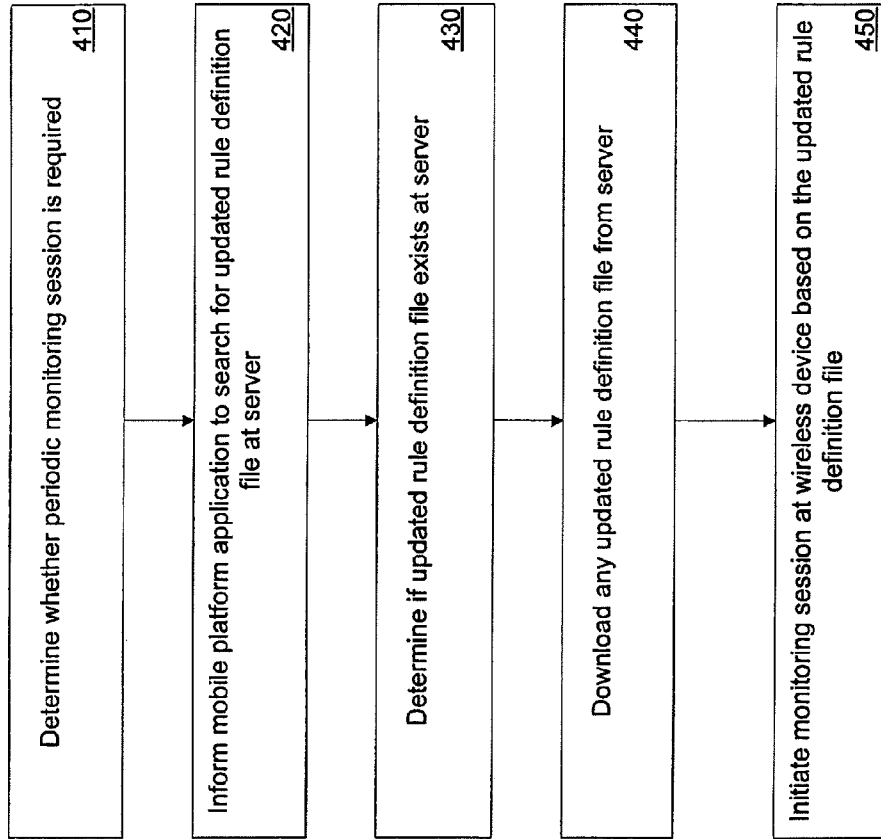 Determine whether periodic monitoring session is required
410
Inform mobile platform application to search for updated rule definition
file at server
420
Determine if updated rule definition file exists at server
430
Download any updated rule definition file from server
440
Initiate monitoring session at wireless device based on the updated rule
definition file
450